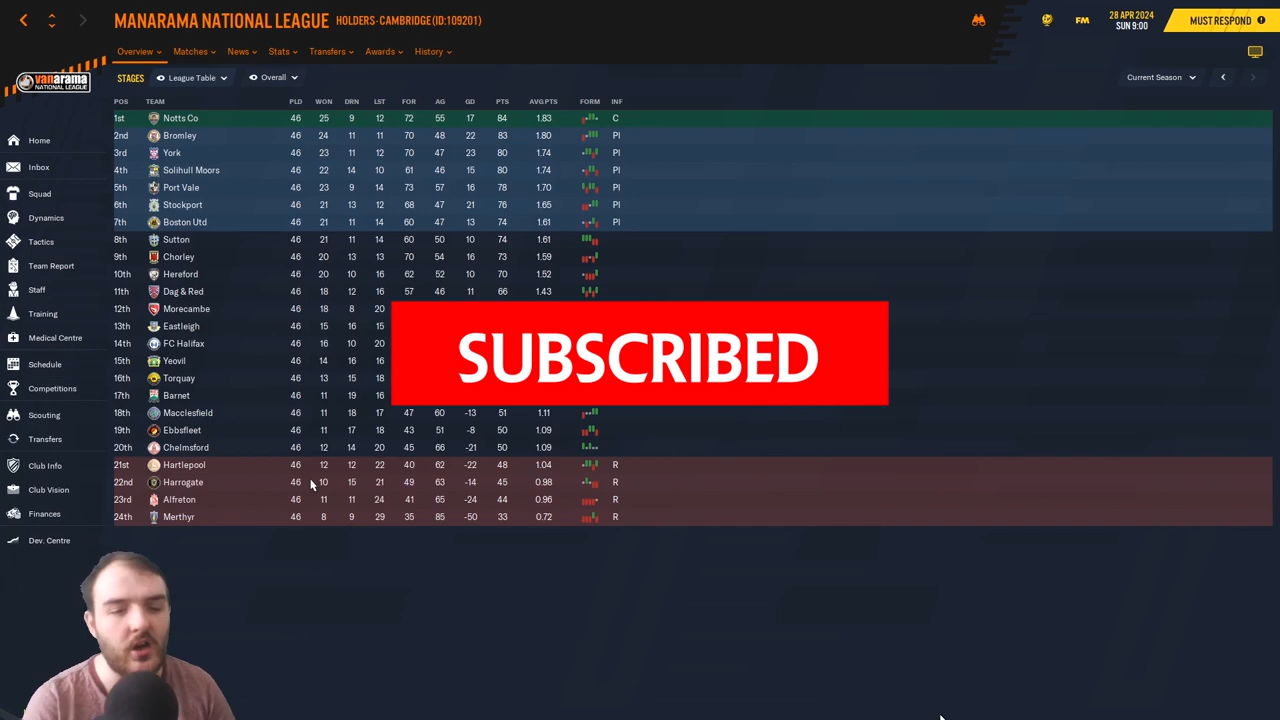 MANARAMA NATIONAL LEAGUE HOLDERS - CAMBRIDGE (ID:109201)
FM 28 APR 2024 SUN 9:00 MUST RESPOND
Overview Matches News Stats Transfers Awards History
vanarama NATIONAL LEAGUE
STAGES League Table Overall Current Season
POS TEAM PLD WON DRN LST FOR AG GD PTS AVG PTS FORM INF
1st Notts Co 46 25 9 12 72 55 17 84 1.83 C
2nd Bromley 46 24 11 11 70 48 22 83 1.80 Pl
3rd York 46 23 11 12 70 47 23 80 1.74 Pl
4th Solihull Moors 46 22 14 10 61 46 15 80 1.74 Pl
5th Port Vale 46 23 9 14 73 57 16 78 1.70 Pl
6th Stockport 46 21 13 12 68 47 21 76 1.65 Pl
7th Boston Utd 46 21 11 14 60 47 13 74 1.61 Pl
8th Sutton 46 21 11 14 60 50 10 74 1.61
9th Chorley 46 20 13 13 70 54 16 73 1.59
10th Hereford 46 20 10 16 62 52 10 70 1.52
11th Dag & Red 46 18 12 16 57 46 11 66 1.43
12th Morecambe 46 18 8 20
13th Eastleigh 46 15 16 15
14th FC Halifax 46 16 10 20
15th Yeovil 46 14 16 16
16th Torquay 46 13 15 18
17th Barnet 46 11 19 16
18th Macclesfield 46 11 18 17 47 60 -13 51 1.11
19th Ebbsfleet 46 11 17 18 43 51 -8 50 1.09
20th Chelmsford 46 12 14 20 45 66 -21 50 1.09
21st Hartlepool 46 12 12 22 40 62 -22 48 1.04 R
22nd Harrogate 46 10 15 21 49 63 -14 45 0.98 R
23rd Alfreton 46 11 11 24 41 65 -24 44 0.96 R
24th Merthyr 46 8 9 29 35 85 -50 33 0.72 R
SUBSCRIBED
Home
Inbox
Squad
Dynamics
Tactics
Team Report
Staff
Training
Medical Centre
Schedule
Competitions
Scouting
Transfers
Club Info
Club Vision
Finances
Dev. Centre